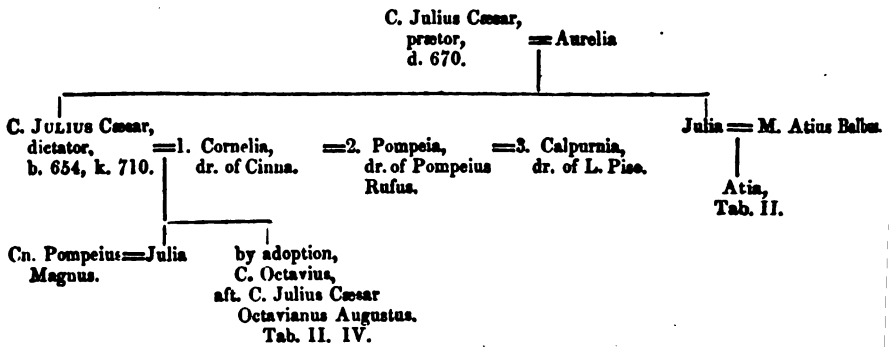 C. Julius Cæsar,
prætor,
d. 670.
= Aurelia
C. JULIUS Cæsar,
dictator,
b. 654, k. 710.
=1. Cornelia,
dr. of Cinna.
=2. Pompeia,
dr. of Pompeius
Rufus.
=3. Calpurnia,
dr. of L. Piso.
Julia = M. Atius Balbus.
Atia,
Tab. II.
Cn. Pompeius=Julia
Magnus.
by adoption,
C. Octavius,
aft. C. Julius Cæsar
Octavianus Augustus.
Tab. II. IV.